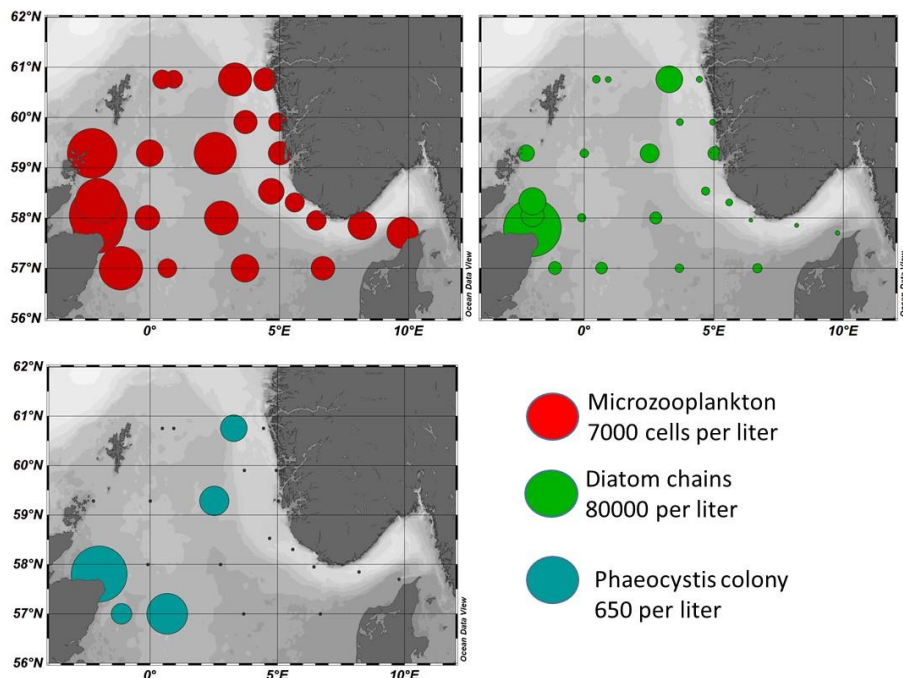 62°N
61°N
60°N
59°N
58°N
57°N
56°N
0°
5°E
10°E
Ocean Data View
62°N
61°N
60°N
59°N
58°N
57°N
56°N
0°
5°E
10°E
Ocean Data View
62°N
61°N
60°N
59°N
58°N
57°N
56°N
0°
5°E
10°E
Ocean Data View
Microzooplankton
7000 cells per liter
Diatom chains
80000 per liter
Phaeocystis colony
650 per liter